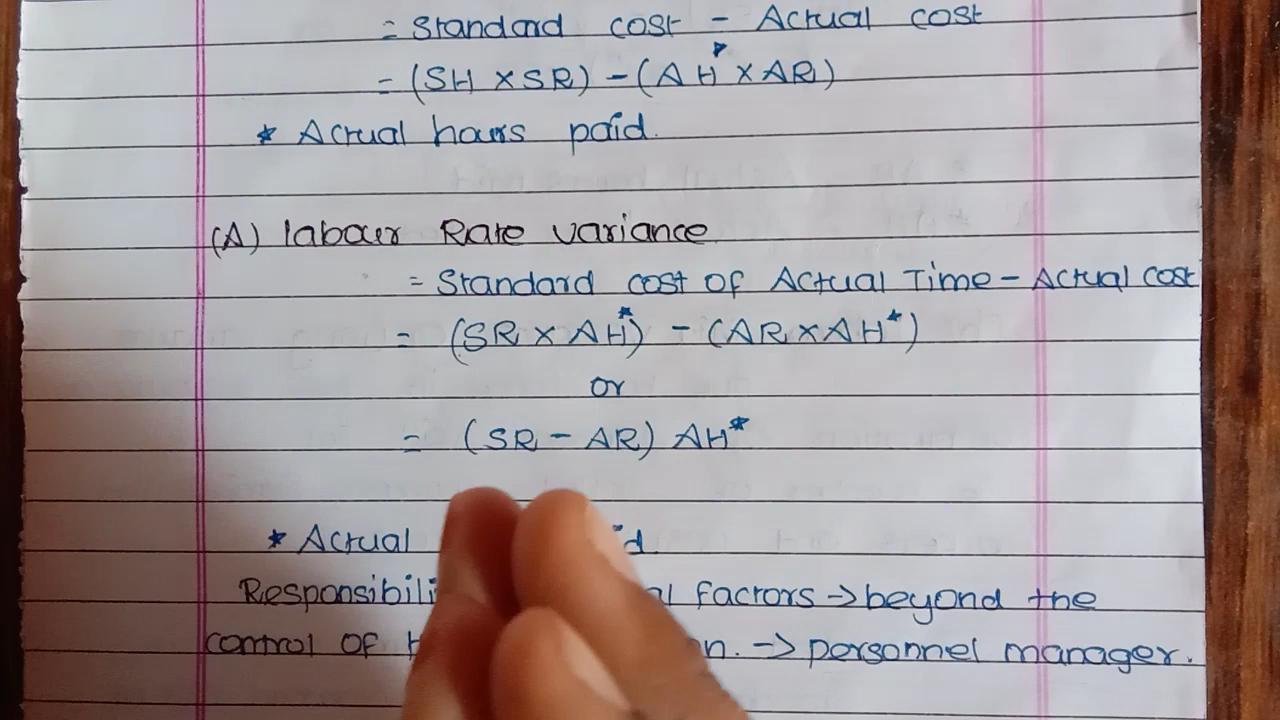 = Standard cost - Actual cost
= (SH X SR) - (AH* X AR)
* Actual hours paid.
(A) labour Rate variance
= Standard cost of Actual Time - Actual cost
= (SR X AH*) - (AR X AH*)
or
= (SR - AR) AH*
* Actual
factors → beyond the
control of → personnel manager.